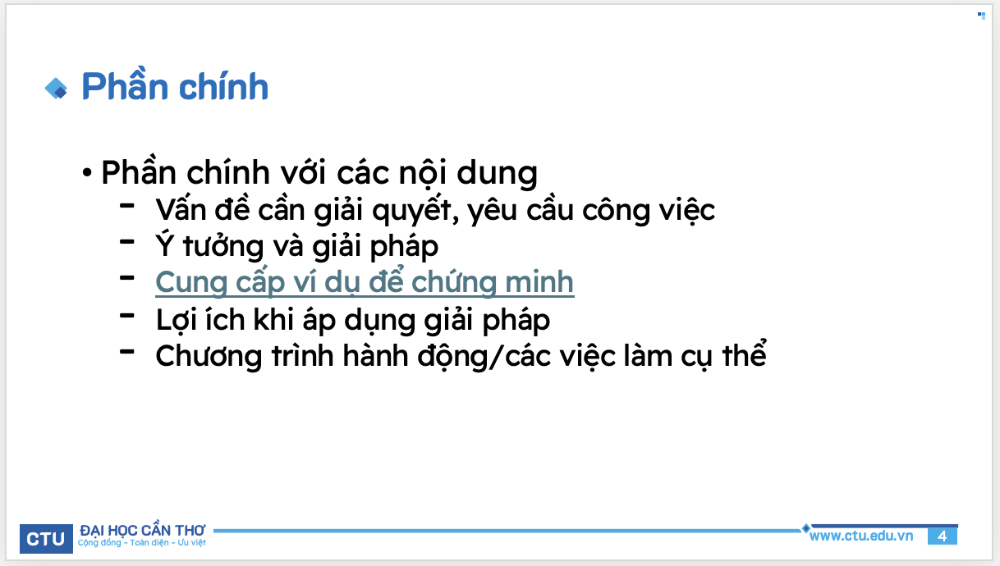 Phần chính
• Phần chính với các nội dung
- Vấn đề cần giải quyết, yêu cầu công việc
- Ý tưởng và giải pháp
- Cung cấp ví dụ để chứng minh
- Lợi ích khi áp dụng giải pháp
- Chương trình hành động/các việc làm cụ thể
CTU
ĐẠI HỌC CẦN THƠ
Cộng đồng – Toàn diện – Ưu việt
www.ctu.edu.vn
4